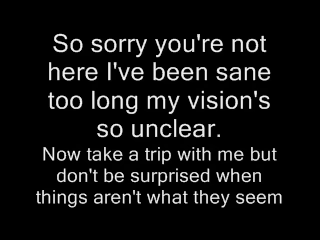 So sorry you're not
here I've been sane
too long my vision's
so unclear.
Now take a trip with me but
don't be surprised when
things aren't what they seem